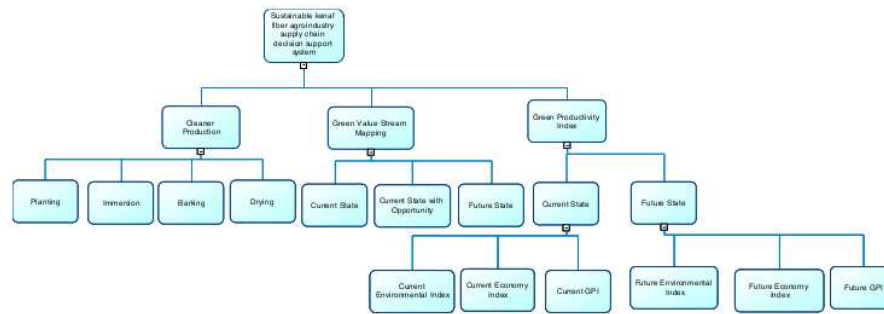 Sustainable kenaf
fiber agroindustry
supply chain
decision support
system
Cleaner
Production
Green Value Stream
Mapping
Green Productivity
Index
Planting
Immersion
Barking
Drying
Current State
Current State with
Opportunity
Future State
Current State
Future State
Current
Environmental Index
Current Economy
Index
Current GPI
Future Environmental
Index
Future Economy
Index
Future GPI